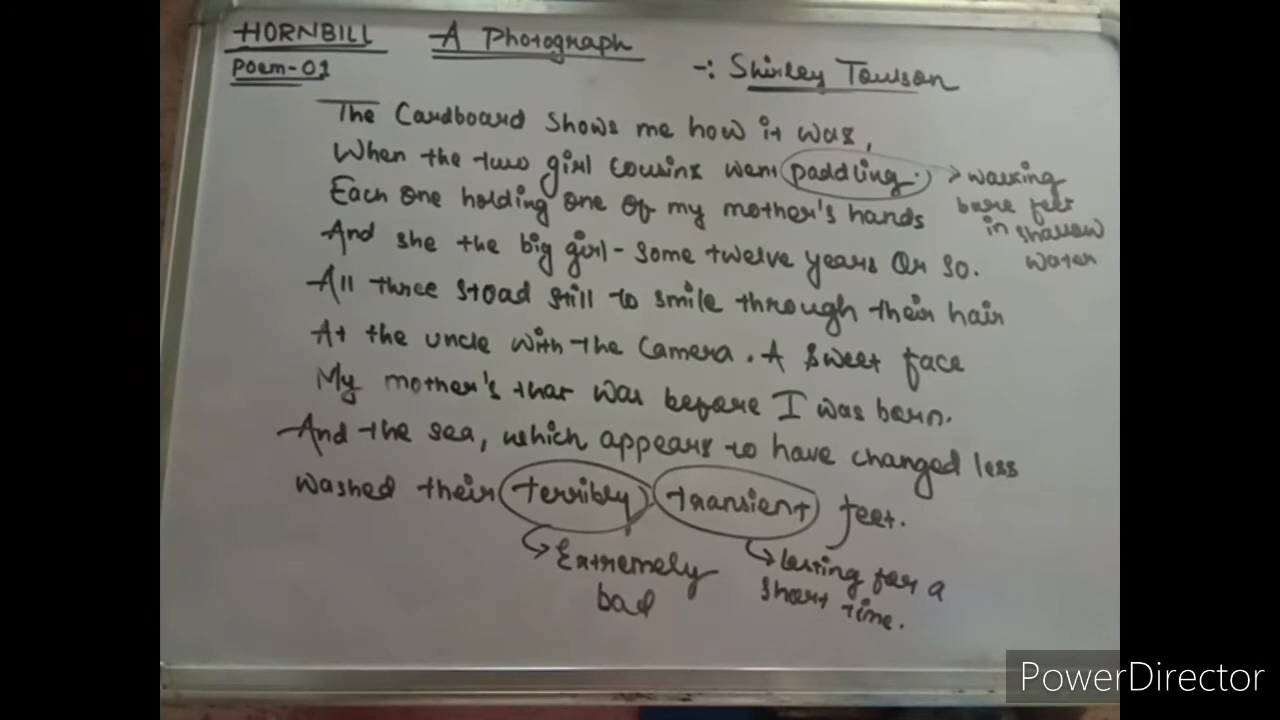 HORNBILL A Photograph
Poem-01 -: Shirley Toulson
The Cardboard shows me how it was,
When the two girl cousins went paddling. > walking
bare feet
in shallow
water
Each one holding one of my mother's hands
And she the big girl - some twelve years Or so.
All three stood still to smile through their hair
At the uncle with the Camera. A sweet face
My mother's that was before I was born.
And the sea, which appears to have changed less
Washed their terribly transient feet.
Extremely
bad
lasting for a
short time.
PowerDirector